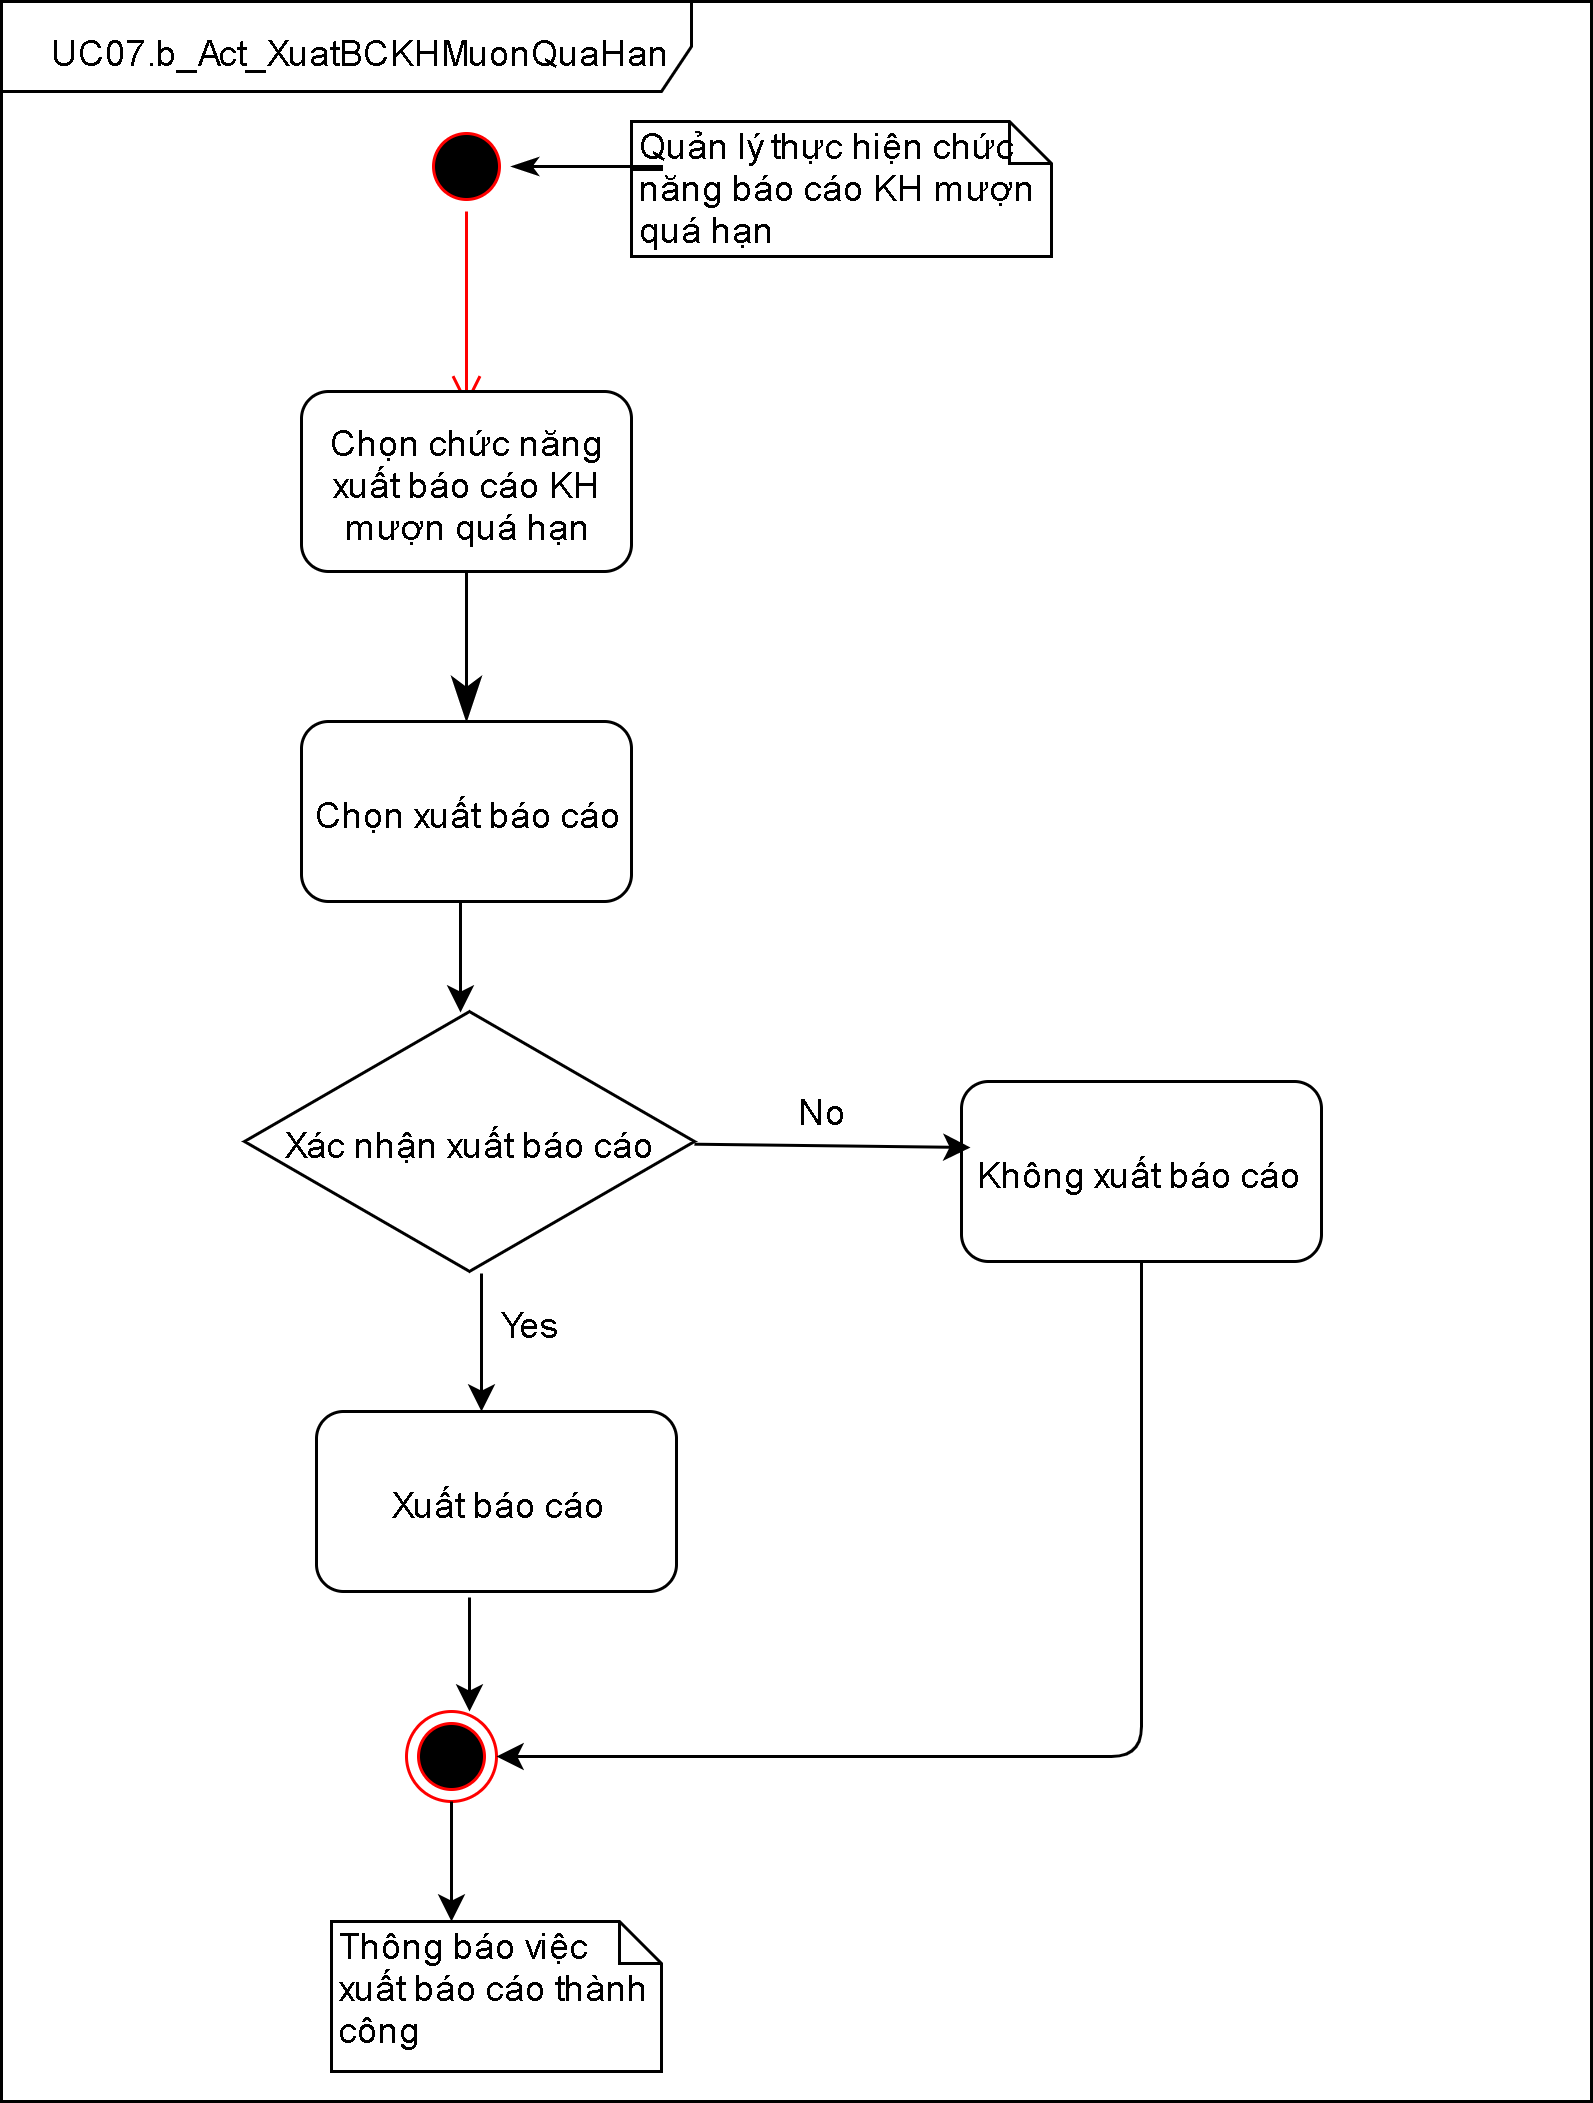 UC07.b_Act_XuatBCKHMuonQuaHan
Quản lý thực hiện chức
năng báo cáo KH mượn
quá hạn
Chọn chức năng
xuất báo cáo KH
mượn quá hạn
Chọn xuất báo cáo
Xác nhận xuất báo cáo
No
Không xuất báo cáo
Yes
Xuất báo cáo
Thông báo việc
xuất báo cáo thành
công